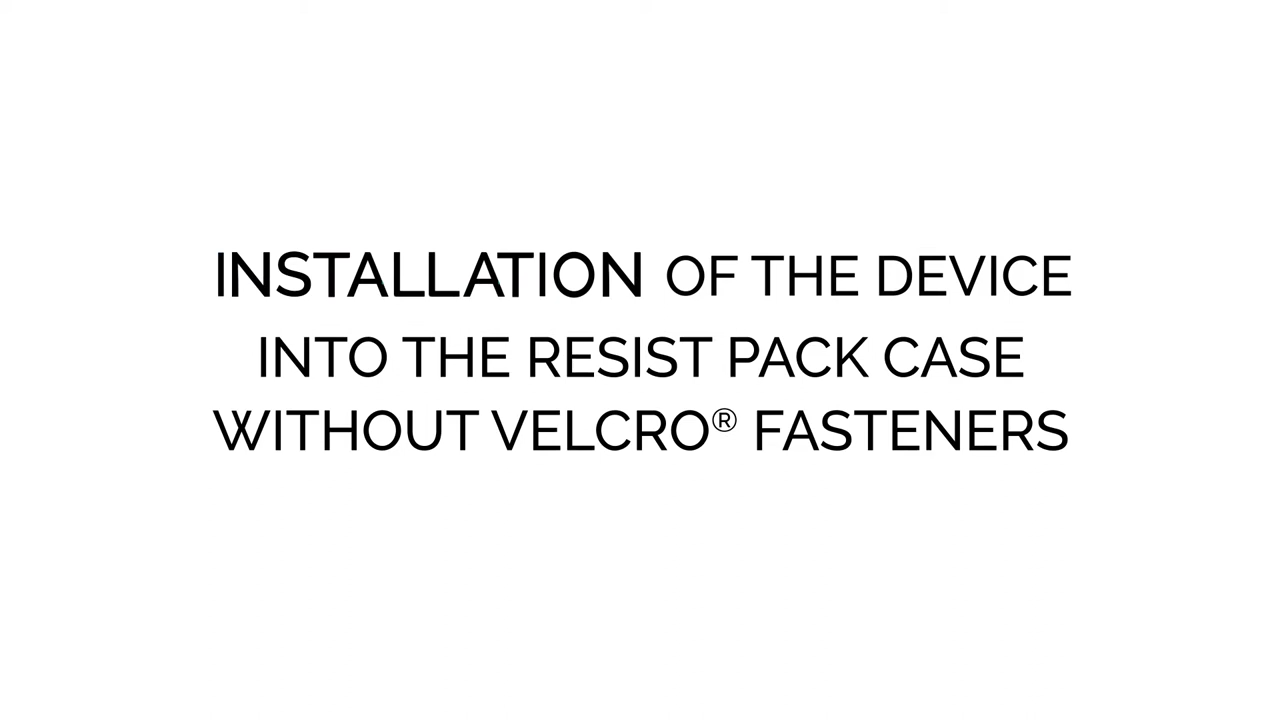 INSTALLATION OF THE DEVICE
INTO THE RESIST PACK CASE
WITHOUT VELCRO® FASTENERS